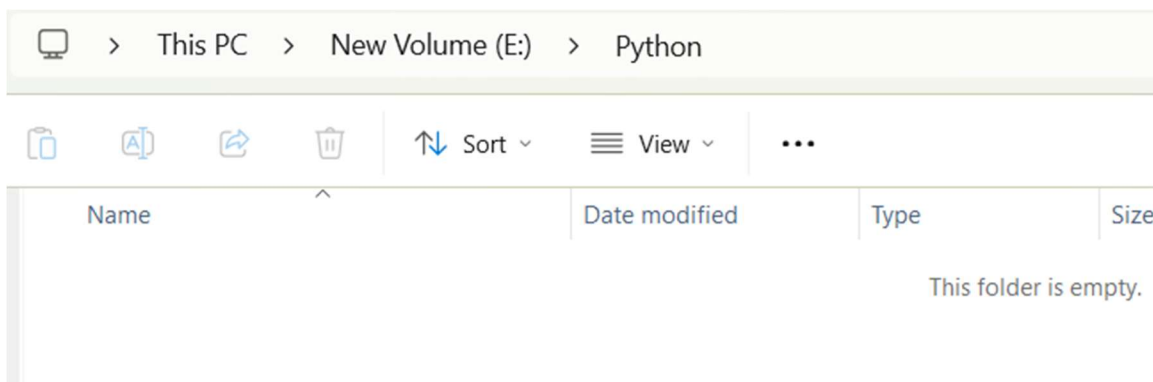 This PC > New Volume (E:) > Python
Sort View
Name Date modified Type Size
This folder is empty.